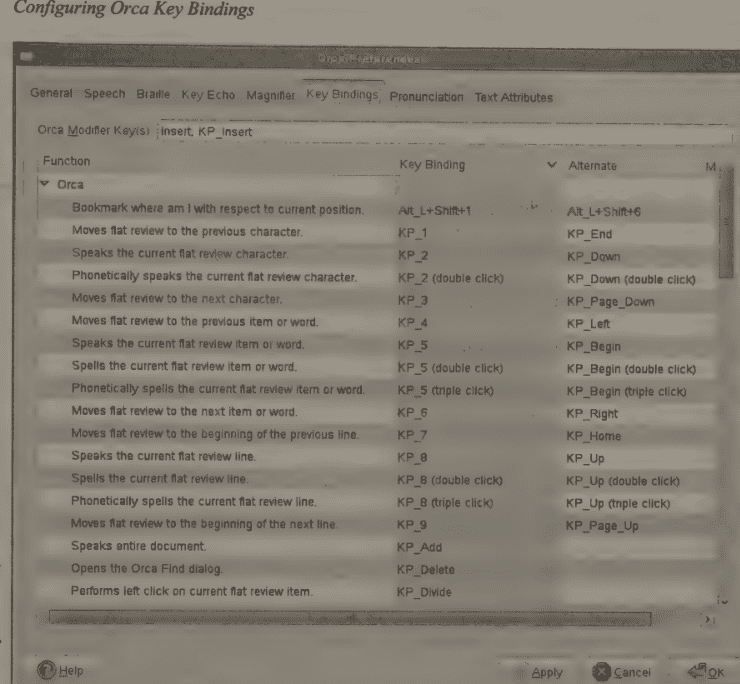 Configuring Orca Key Bindings
Orca Preferences
General Speech Braille Key Echo Magnifier Key Bindings Pronunciation Text Attributes
Orca Modifier Key(s) Insert, KP_Insert
Function Key Binding Alternate M
Orca
Bookmark where am I with respect to current position. Alt_L+Shift+1 Alt_L+Shift+6
Moves flat review to the previous character. KP_1 KP_End
Speaks the current flat review character. KP_2 KP_Down
Phonetically speaks the current flat review character. KP_2 (double click) KP_Down (double click)
Moves flat review to the next character. KP_3 KP_Page_Down
Moves flat review to the previous item or word. KP_4 KP_Left
Speaks the current flat review item or word. KP_5 KP_Begin
Spells the current flat review item or word. KP_5 (double click) KP_Begin (double click)
Phonetically spells the current flat review item or word. KP_5 (triple click) KP_Begin (triple click)
Moves flat review to the next item or word. KP_6 KP_Right
Moves flat review to the beginning of the previous line. KP_7 KP_Home
Speaks the current flat review line. KP_8 KP_Up
Spells the current flat review line. KP_8 (double click) KP_Up (double click)
Phonetically spells the current flat review line. KP_8 (triple click) KP_Up (triple click)
Moves flat review to the beginning of the next line. KP_9 KP_Page_Up
Speaks entire document. KP_Add
Opens the Orca Find dialog. KP_Delete
Performs left click on current flat review item. KP_Divide
Help Apply Cancel OK